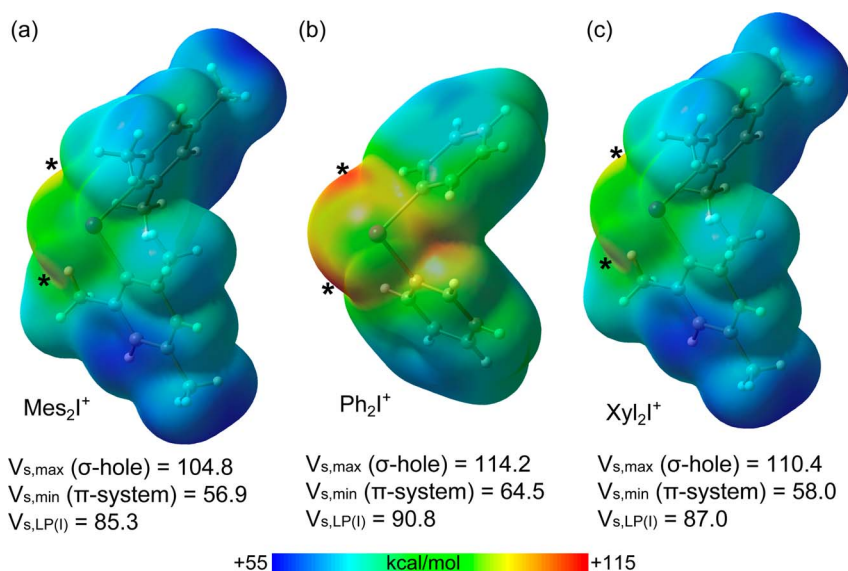 (a)
(b)
(c)
*
*
*
*
*
*
Mes₂I⁺
Ph₂I⁺
Xyl₂I⁺
Vs,max (σ-hole) = 104.8
Vs,min (π-system) = 56.9
Vs,LP(I) = 85.3
Vs,max (σ-hole) = 114.2
Vs,min (π-system) = 64.5
Vs,LP(I) = 90.8
Vs,max (σ-hole) = 110.4
Vs,min (π-system) = 58.0
Vs,LP(I) = 87.0
+55 kcal/mol +115